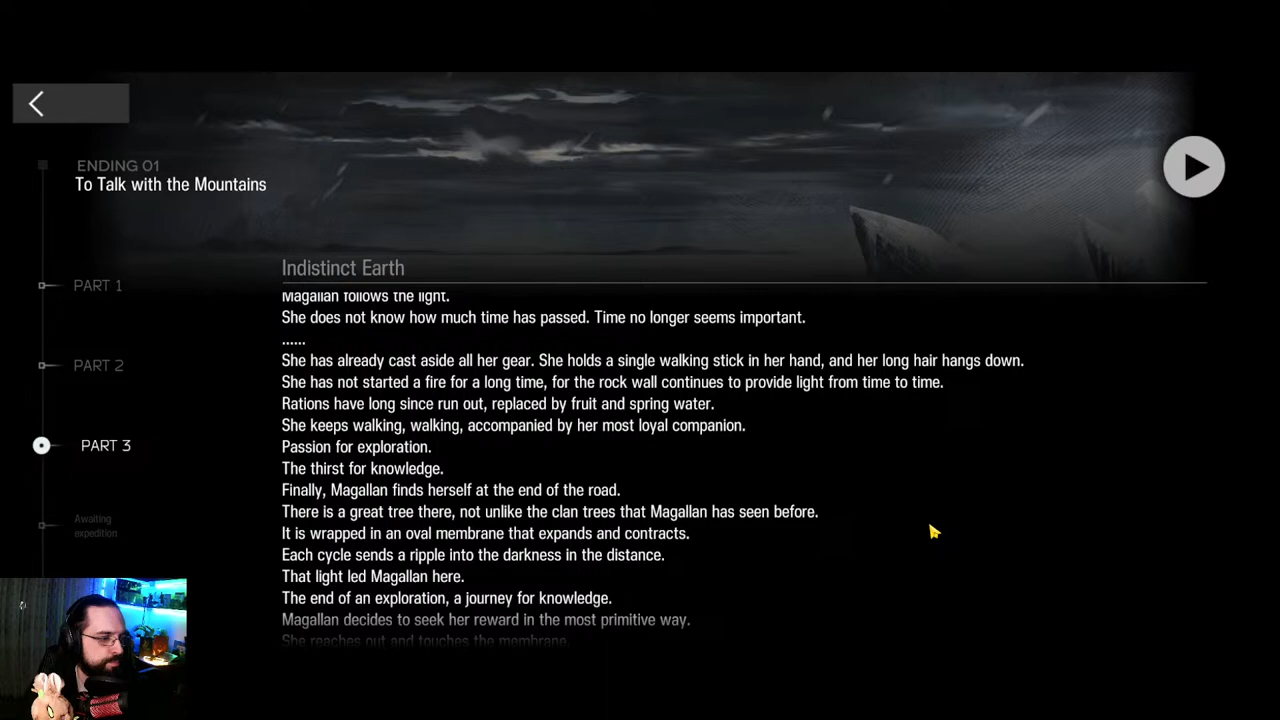 ENDING 01
To Talk with the Mountains
Indistinct Earth
PART 1
PART 2
PART 3
Awaiting
expedition
Magallan follows the light.
She does not know how much time has passed. Time no longer seems important.
......
She has already cast aside all her gear. She holds a single walking stick in her hand, and her long hair hangs down.
She has not started a fire for a long time, for the rock wall continues to provide light from time to time.
Rations have long since run out, replaced by fruit and spring water.
She keeps walking, walking, accompanied by her most loyal companion.
Passion for exploration.
The thirst for knowledge.
Finally, Magallan finds herself at the end of the road.
There is a great tree there, not unlike the clan trees that Magallan has seen before.
It is wrapped in an oval membrane that expands and contracts.
Each cycle sends a ripple into the darkness in the distance.
That light led Magallan here.
The end of an exploration, a journey for knowledge.
Magallan decides to seek her reward in the most primitive way.
She reaches out and touches the membrane.